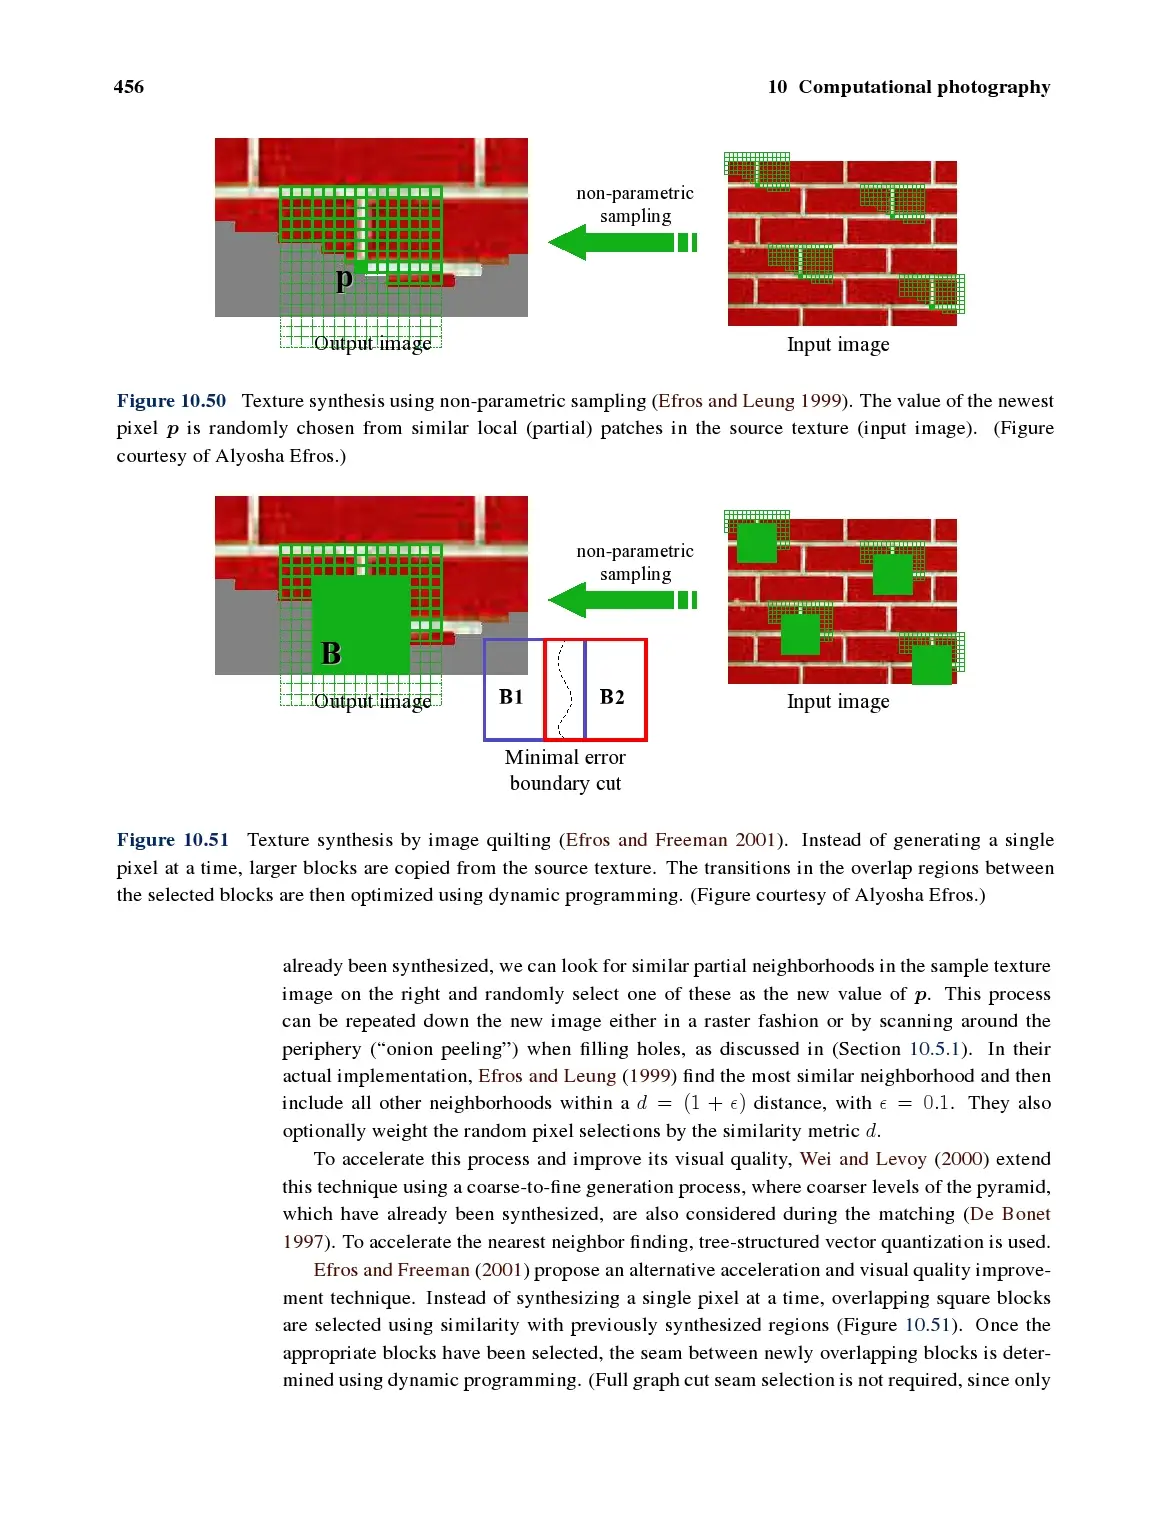 456
10 Computational photography
non-parametric
sampling
p
Output image
Input image
Figure 10.50 Texture synthesis using non-parametric sampling (Efros and Leung 1999). The value of the newest
pixel p is randomly chosen from similar local (partial) patches in the source texture (input image). (Figure
courtesy of Alyosha Efros.)
non-parametric
sampling
B
Output image
B1
B2
Input image
Minimal error
boundary cut
Figure 10.51 Texture synthesis by image quilting (Efros and Freeman 2001). Instead of generating a single
pixel at a time, larger blocks are copied from the source texture. The transitions in the overlap regions between
the selected blocks are then optimized using dynamic programming. (Figure courtesy of Alyosha Efros.)
already been synthesized, we can look for similar partial neighborhoods in the sample texture
image on the right and randomly select one of these as the new value of p. This process
can be repeated down the new image either in a raster fashion or by scanning around the
periphery (“onion peeling”) when filling holes, as discussed in (Section 10.5.1). In their
actual implementation, Efros and Leung (1999) find the most similar neighborhood and then
include all other neighborhoods within a d = (1 + ϵ) distance, with ϵ = 0.1. They also
optionally weight the random pixel selections by the similarity metric d.
To accelerate this process and improve its visual quality, Wei and Levoy (2000) extend
this technique using a coarse-to-fine generation process, where coarser levels of the pyramid,
which have already been synthesized, are also considered during the matching (De Bonet
1997). To accelerate the nearest neighbor finding, tree-structured vector quantization is used.
Efros and Freeman (2001) propose an alternative acceleration and visual quality improve-
ment technique. Instead of synthesizing a single pixel at a time, overlapping square blocks
are selected using similarity with previously synthesized regions (Figure 10.51). Once the
appropriate blocks have been selected, the seam between newly overlapping blocks is deter-
mined using dynamic programming. (Full graph cut seam selection is not required, since only